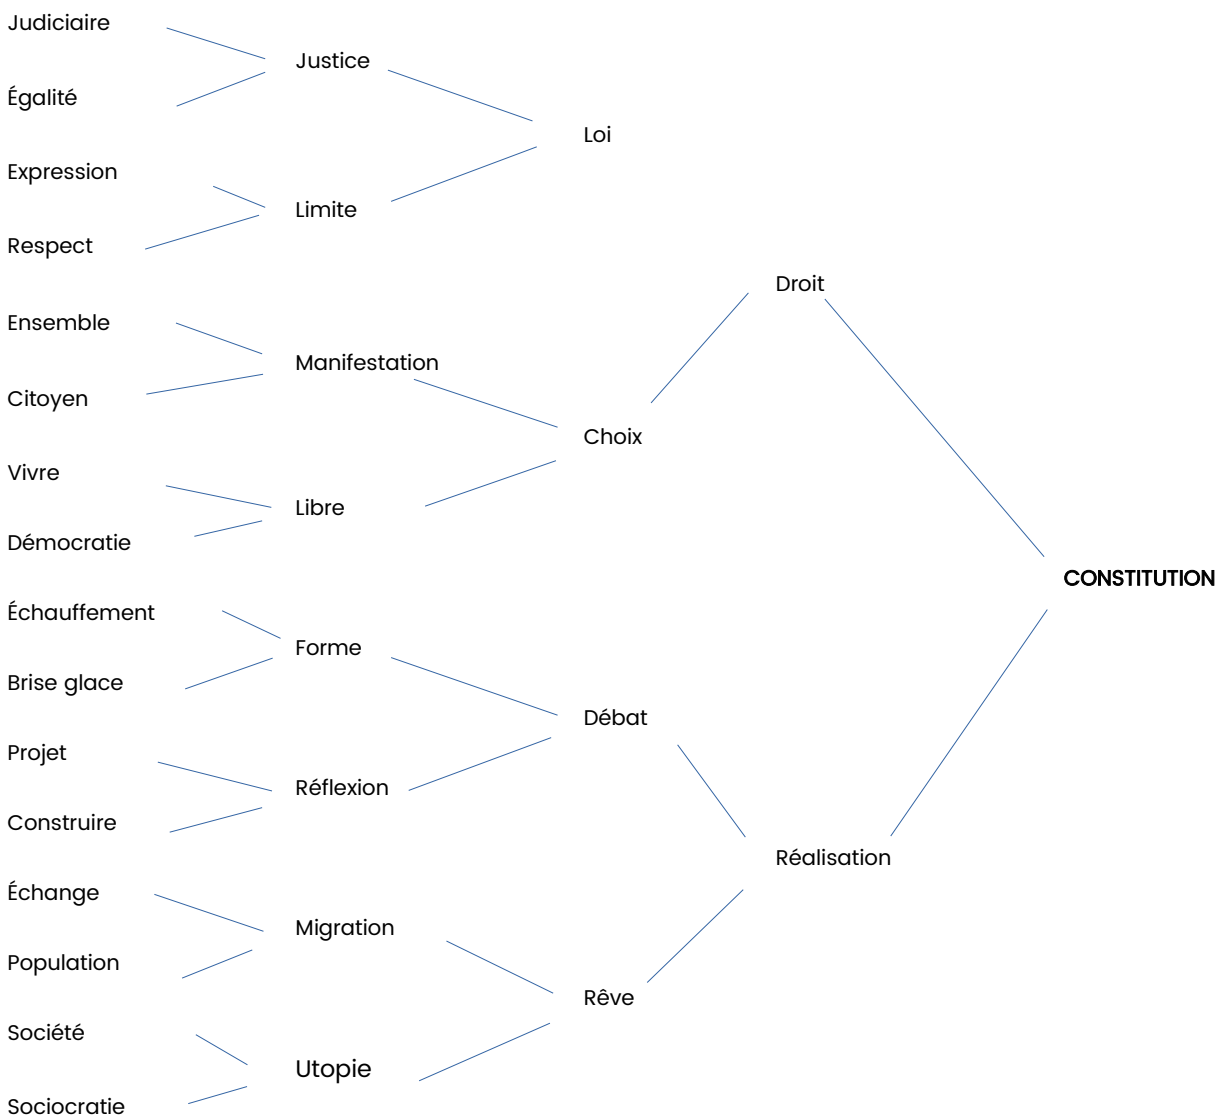 Judiciaire
Justice
Égalité
Loi
Expression
Limite
Respect
Droit
Ensemble
Manifestation
Citoyen
Choix
Vivre
Libre
Démocratie
CONSTITUTION
Échauffement
Forme
Brise glace
Débat
Projet
Réflexion
Construire
Réalisation
Échange
Migration
Population
Rêve
Société
Utopie
Sociocratie